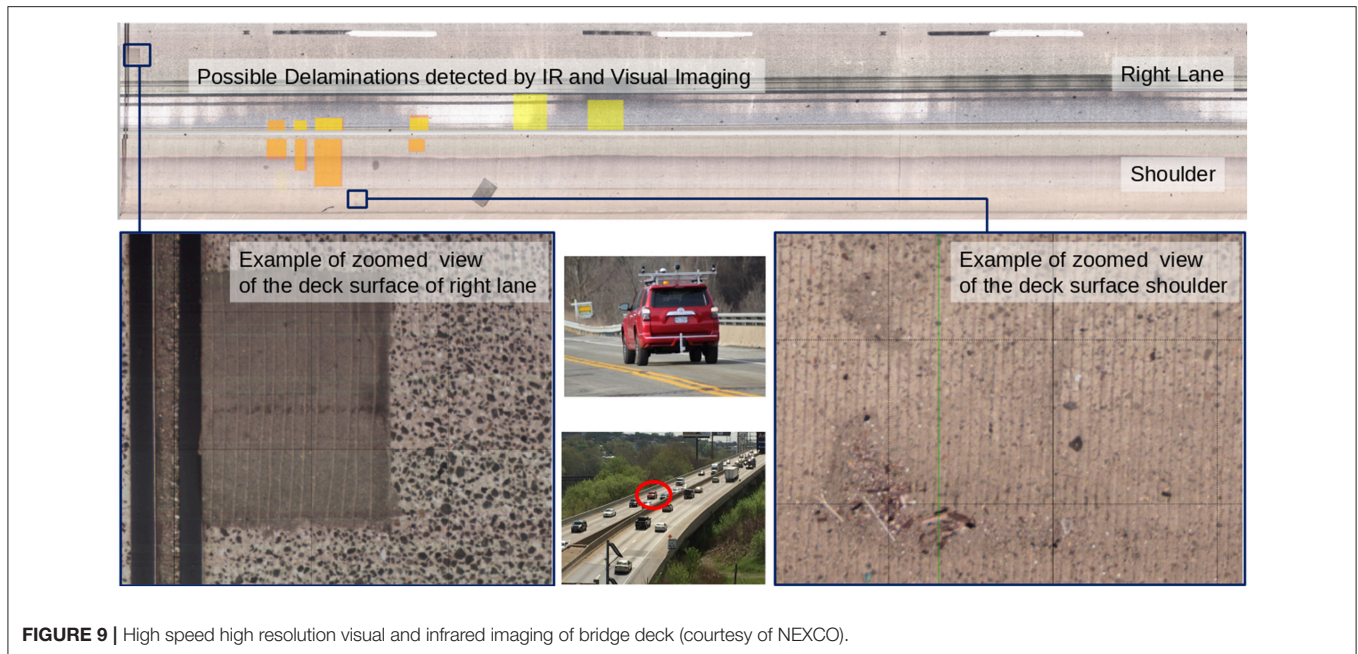 Possible Delaminations detected by IR and Visual Imaging
Right Lane
Shoulder
Example of zoomed view
of the deck surface of right lane
Example of zoomed view
of the deck surface shoulder
FIGURE 9 | High speed high resolution visual and infrared imaging of bridge deck (courtesy of NEXCO).